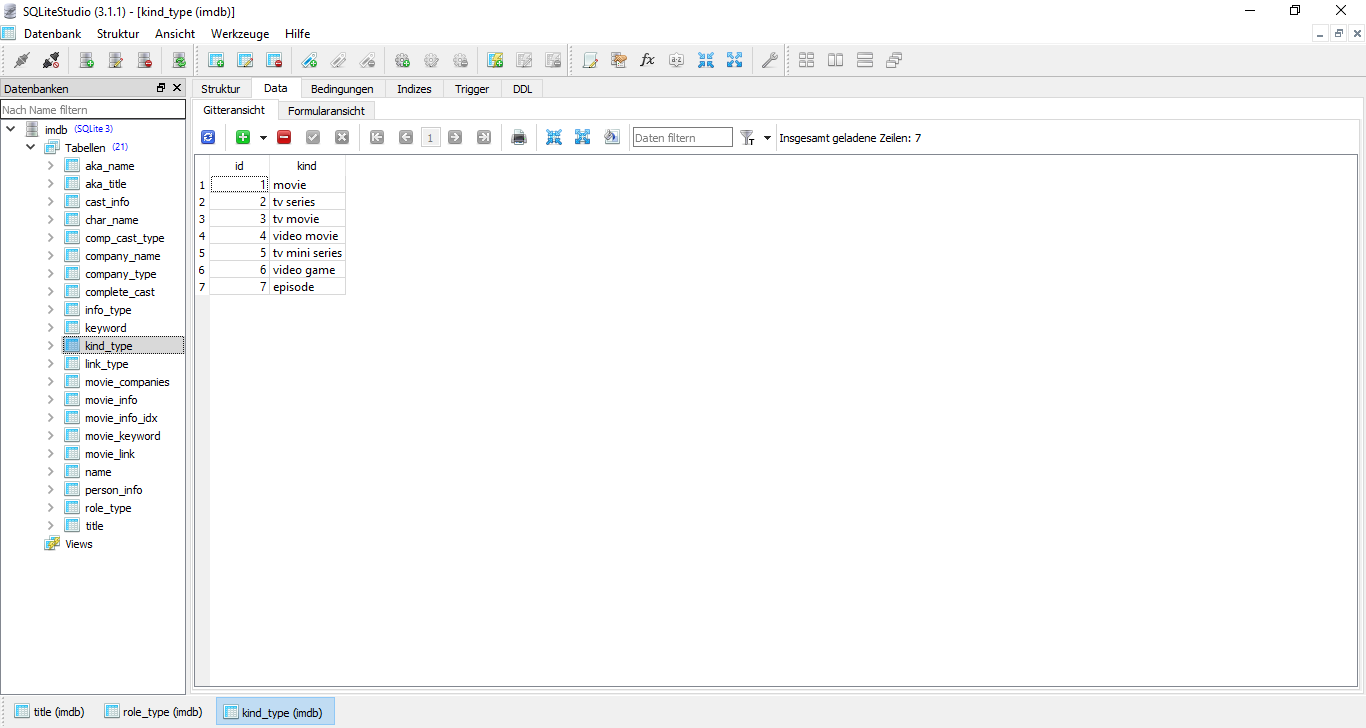 SQLiteStudio (3.1.1) - [kind_type (imdb)]
Datenbank Struktur Ansicht Werkzeuge Hilfe
Datenbanken
Nach Name filtern
imdb (SQLite 3)
Tabellen (21)
aka_name
aka_title
cast_info
char_name
comp_cast_type
company_name
company_type
complete_cast
info_type
keyword
kind_type
link_type
movie_companies
movie_info
movie_info_idx
movie_keyword
movie_link
name
person_info
role_type
title
Views
Struktur Data Bedingungen Indizes Trigger DDL
Gitteransicht Formularansicht
1 Daten filtern Insgesamt geladene Zeilen: 7
id kind
1 1 movie
2 2 tv series
3 3 tv movie
4 4 video movie
5 5 tv mini series
6 6 video game
7 7 episode
title (imdb) role_type (imdb) kind_type (imdb)